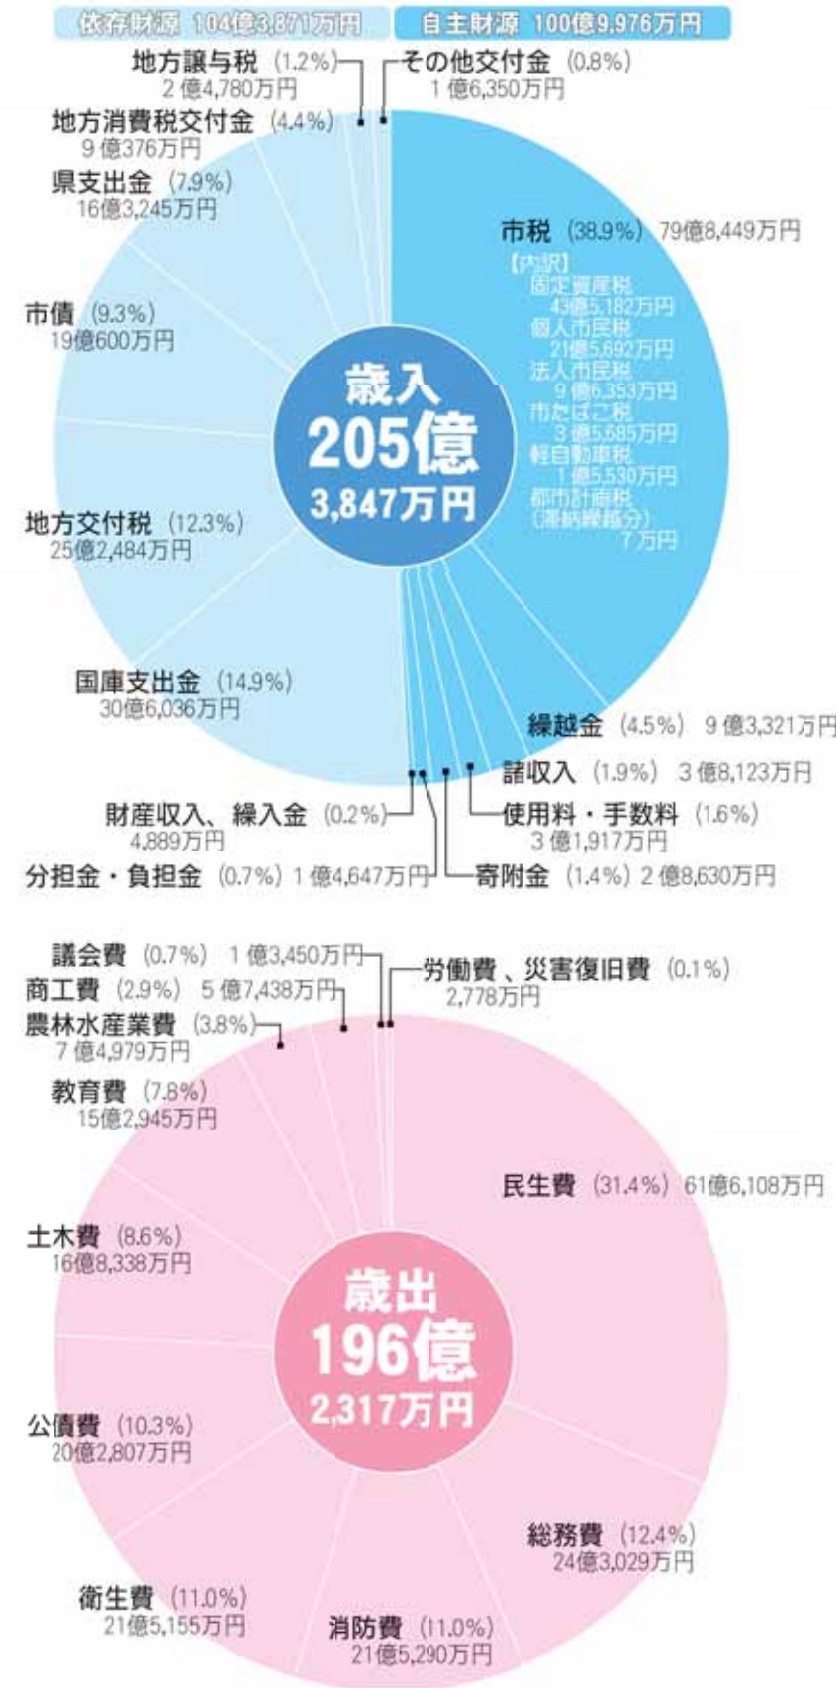 依存財源 104億3,871万円
自主財源 100億9,976万円
地方譲与税 (1.2%)
2億4,780万円
その他交付金 (0.8%)
1億6,350万円
地方消費税交付金 (4.4%)
9億376万円
県支出金 (7.9%)
16億3,245万円
市債 (9.3%)
19億600万円
地方交付税 (12.3%)
25億2,484万円
国庫支出金 (14.9%)
30億6,036万円
歳入
205億
3,847万円
市税 (38.9%) 79億8,449万円
【内訳】
固定資産税
43億5,182万円
個人市民税
21億5,692万円
法人市民税
9億6,353万円
市たばこ税
3億5,685万円
軽自動車税
1億5,530万円
都市計画税
(滞納繰越分)
7万円
繰越金 (4.5%) 9億3,321万円
諸収入 (1.9%) 3億8,123万円
財産収入、繰入金 (0.2%)
4,889万円
使用料・手数料 (1.6%)
3億1,917万円
分担金・負担金 (0.7%) 1億4,647万円
寄附金 (1.4%) 2億8,630万円
議会費 (0.7%) 1億3,450万円
労働費、災害復旧費 (0.1%)
2,778万円
商工費 (2.9%) 5億7,438万円
農林水産業費 (3.8%)
7億4,979万円
教育費 (7.8%)
15億2,945万円
土木費 (8.6%)
16億8,338万円
公債費 (10.3%)
20億2,807万円
衛生費 (11.0%)
21億5,155万円
消防費 (11.0%)
21億5,290万円
総務費 (12.4%)
24億3,029万円
民生費 (31.4%) 61億6,108万円
歳出
196億
2,317万円